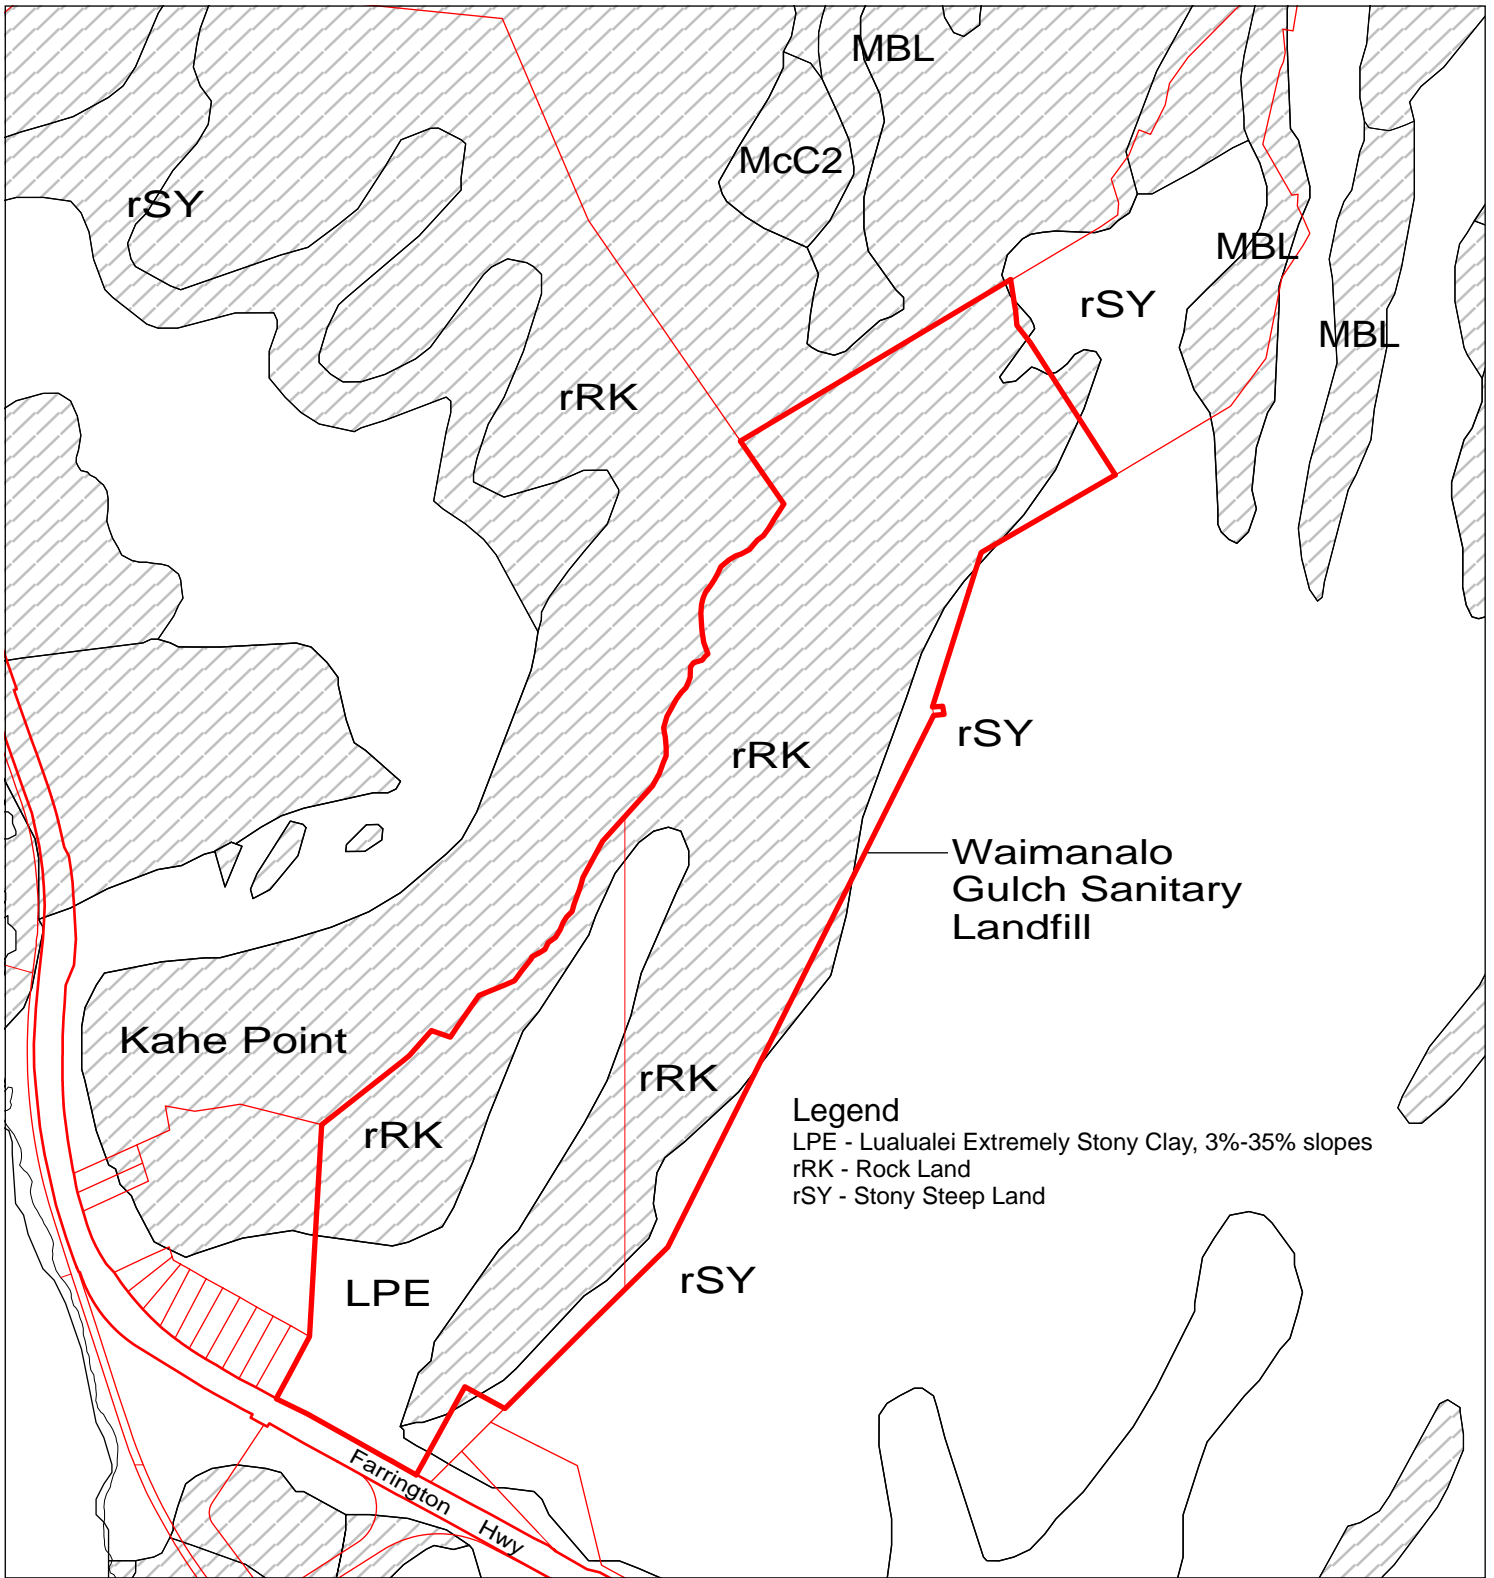 MBL
McC2
rSY
MBL
rSY
MBL
rRK
rSY
rRK
Waimanalo
Gulch Sanitary
Landfill
Kahe Point
rRK
rRK
Legend
LPE - Lualualei Extremely Stony Clay, 3%-35% slopes
rRK - Rock Land
rSY - Stony Steep Land
rSY
LPE
Farrington Hwy